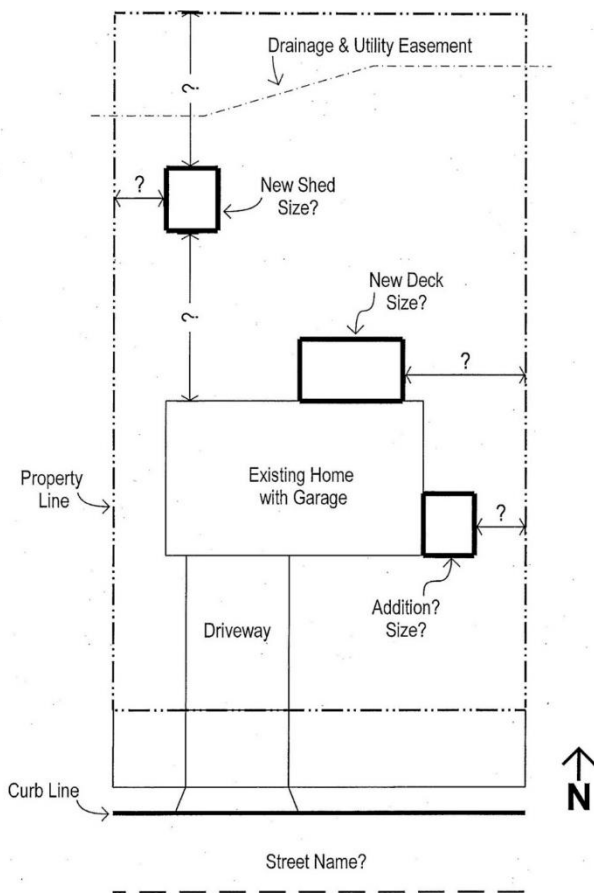 Drainage & Utility Easement
?
?
New Shed
Size?
?
New Deck
Size?
?
Existing Home
with Garage
Property
Line
?
Addition?
Size?
Driveway
N
Curb Line
Street Name?